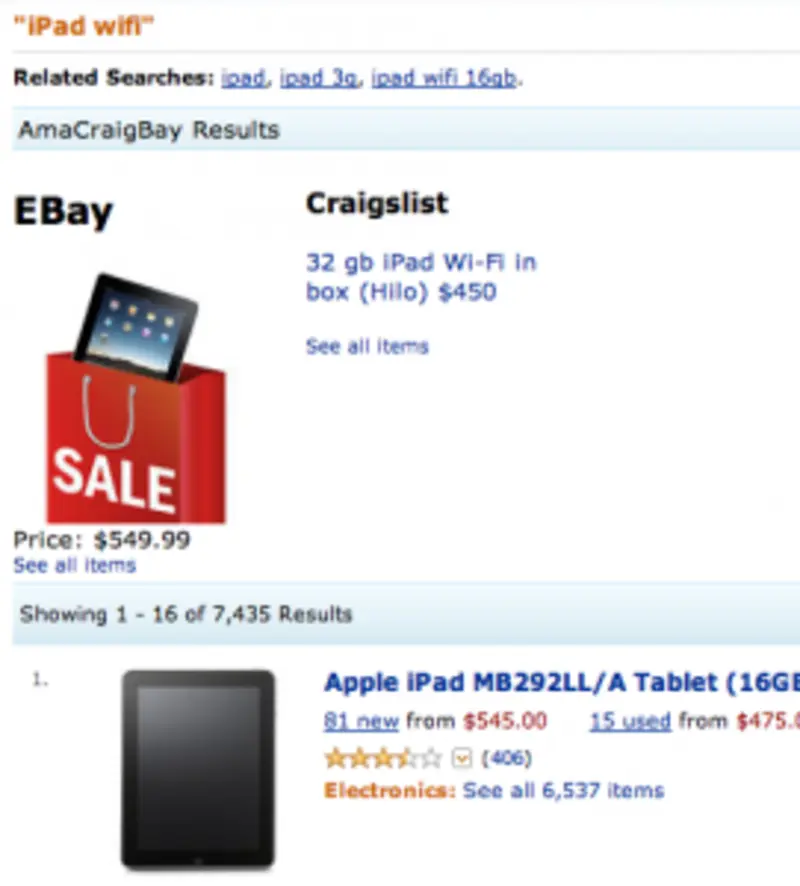 "iPad wifi"
Related Searches: ipad, ipad 3g, ipad wifi 16gb.
AmaCraigBay Results
EBay
SALE
Price: $549.99
See all items
Craigslist
32 gb iPad Wi-Fi in
box (Hilo) $450
See all items
Showing 1 - 16 of 7,435 Results
1.
Apple iPad MB292LL/A Tablet (16GB
81 new from $545.00 15 used from $475.0
(406)
Electronics: See all 6,537 items